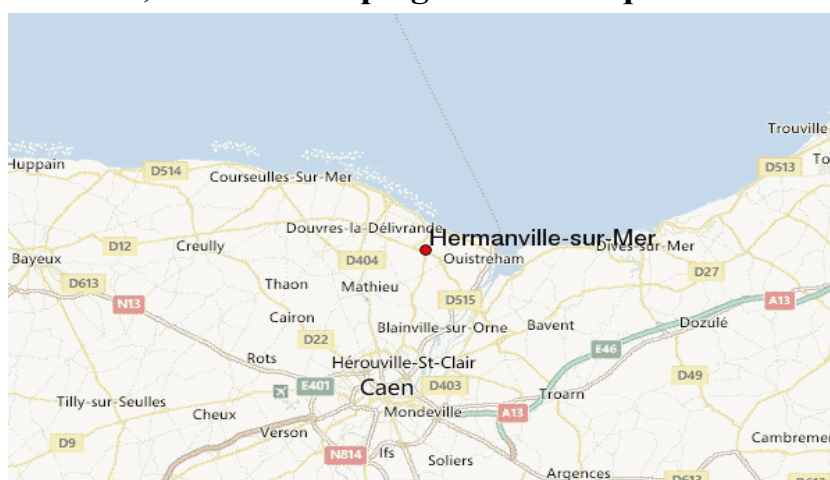 Trouville
Huppain
D514
D513
To
Courseulles-Sur-Mer
Douvres-la-Délivrande
Hermanville-sur-Mer
D12
Creully
Dives-sur-Mer
Bayeux
D404
Ouistreham
D27
D613
Thaon
Mathieu
N13
D515
A13
Cairon
Blainville-sur-Orne
Bavent
Dozulé
D22
E46
Rots
Hérouville-St-Clair
D49
E401
Caen
D403
Troarn
Tilly-sur-Seulles
Cheux
Mondeville
A13
Verson
D9
Cambreme
N814
Ifs
Soliers
Argences
D613